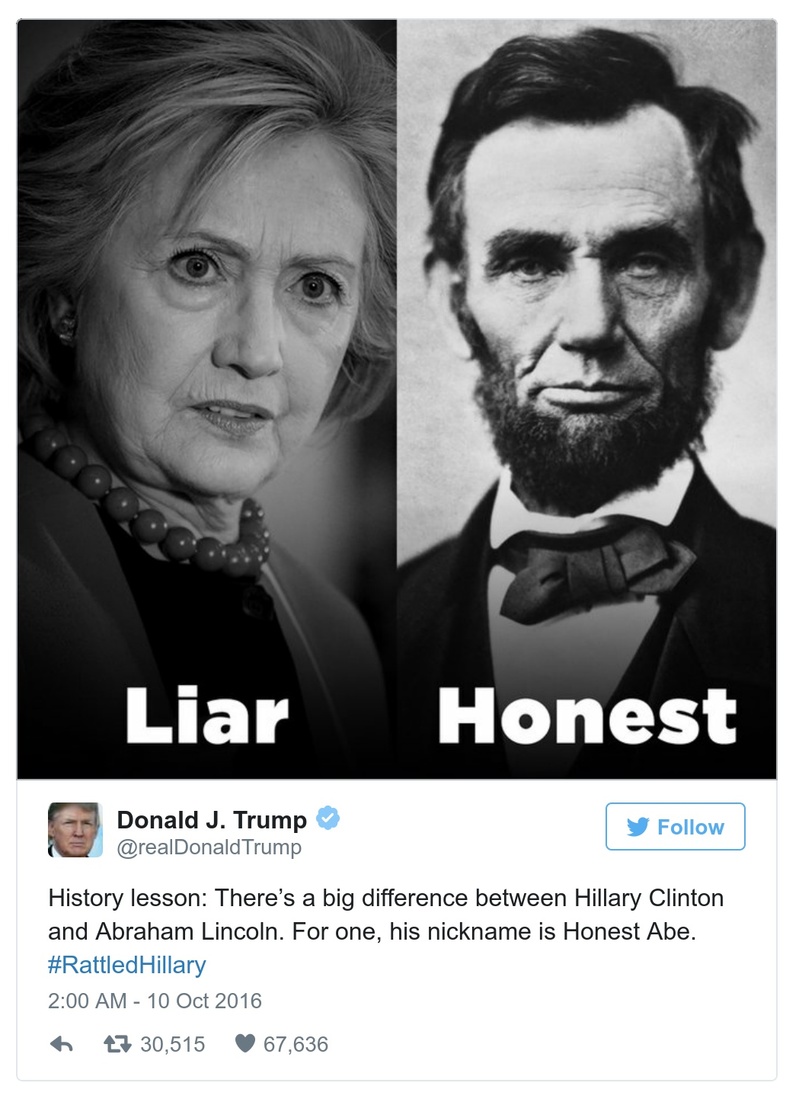 Liar Honest
Donald J. Trump
@realDonaldTrump
Follow
History lesson: There’s a big difference between Hillary Clinton
and Abraham Lincoln. For one, his nickname is Honest Abe.
#RattledHillary
2:00 AM - 10 Oct 2016
30,515 67,636